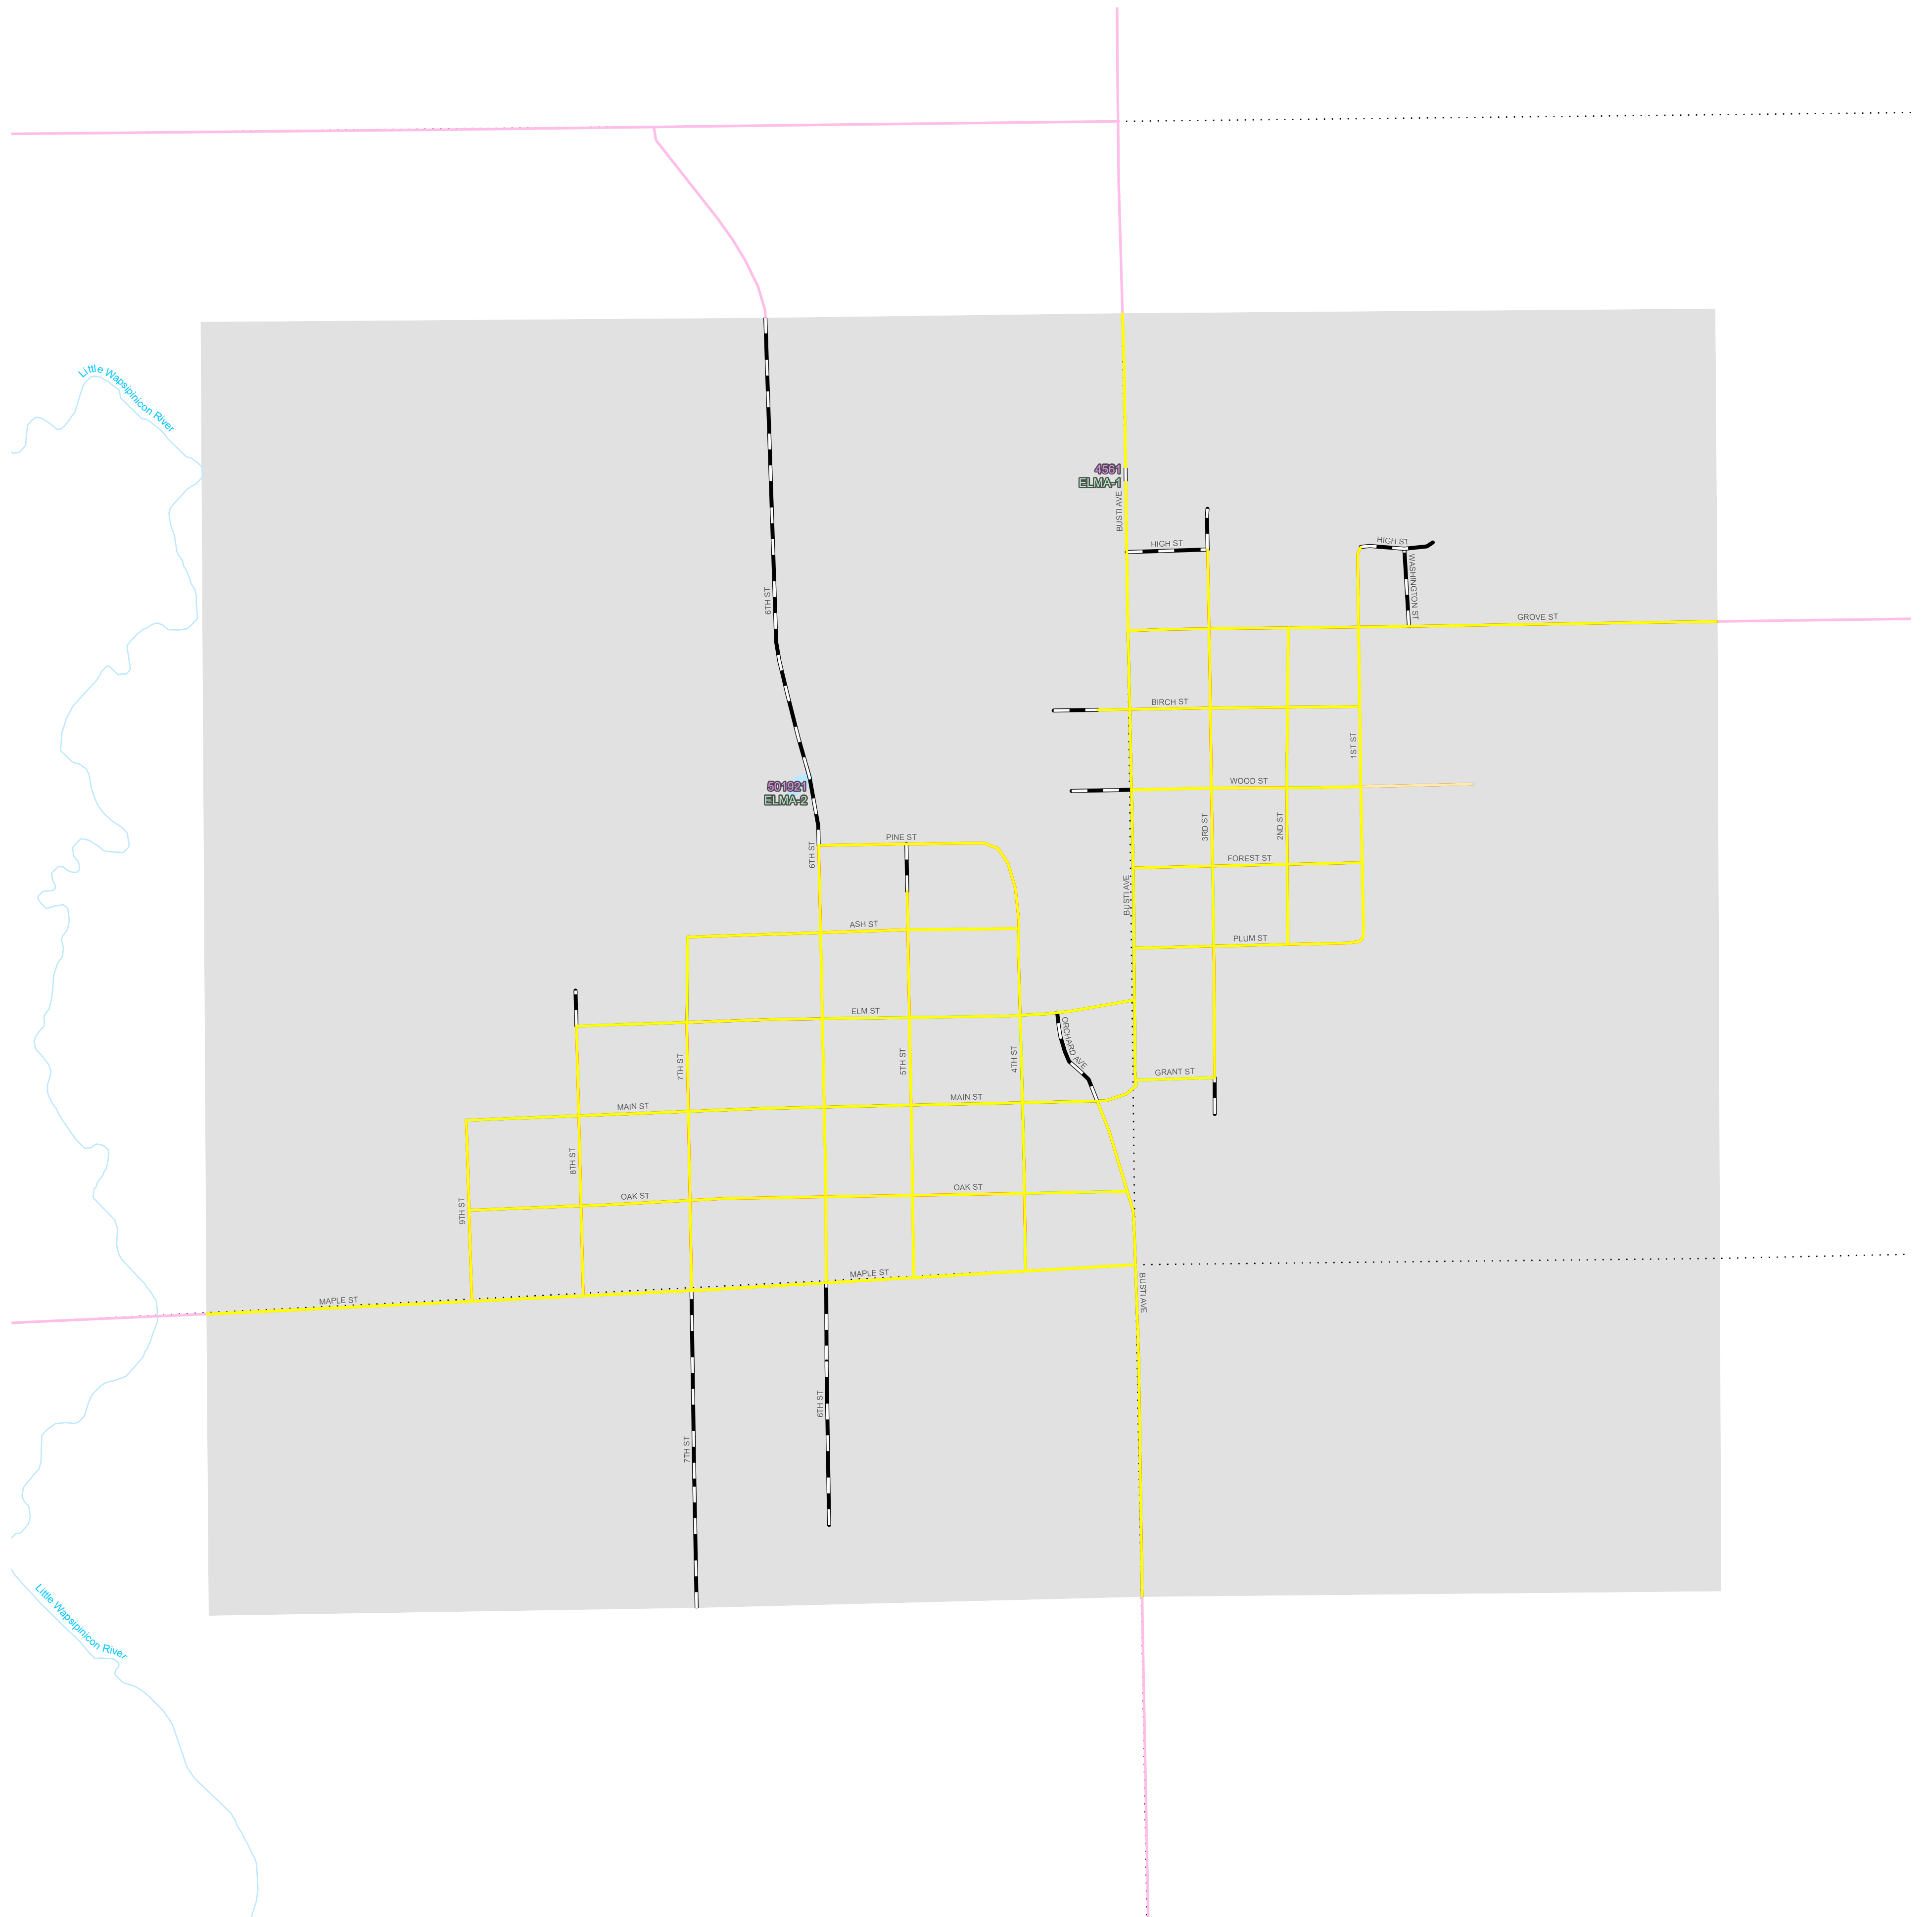 Little Wapsipinicon River
4561
ELMA-1
BUSTI AVE
HIGH ST
HIGH ST
WASHINGTON ST
6TH ST
GROVE ST
BIRCH ST
1ST ST
501921
ELMA-2
WOOD ST
3RD ST
2ND ST
PINE ST
6TH ST
FOREST ST
BUSTI AVE
ASH ST
PLUM ST
ELM ST
ORCHARD AVE
7TH ST
5TH ST
4TH ST
GRANT ST
MAIN ST
MAIN ST
8TH ST
OAK ST
OAK ST
9TH ST
MAPLE ST
MAPLE ST
BUSTI AVE
6TH ST
7TH ST
Little Wapsipinicon River